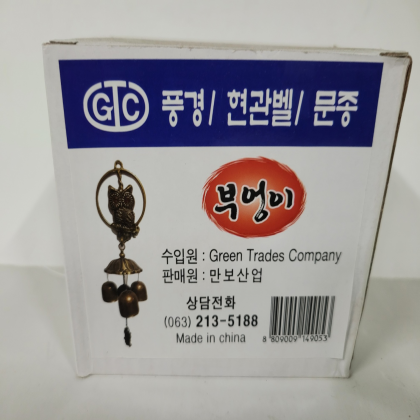 GTC 풍경/ 현관벨/ 문종
부엉이
수입원 : Green Trades Company
판매원 : 만보산업
상담전화
(063) 213-5188
Made in china
8 809009 149053